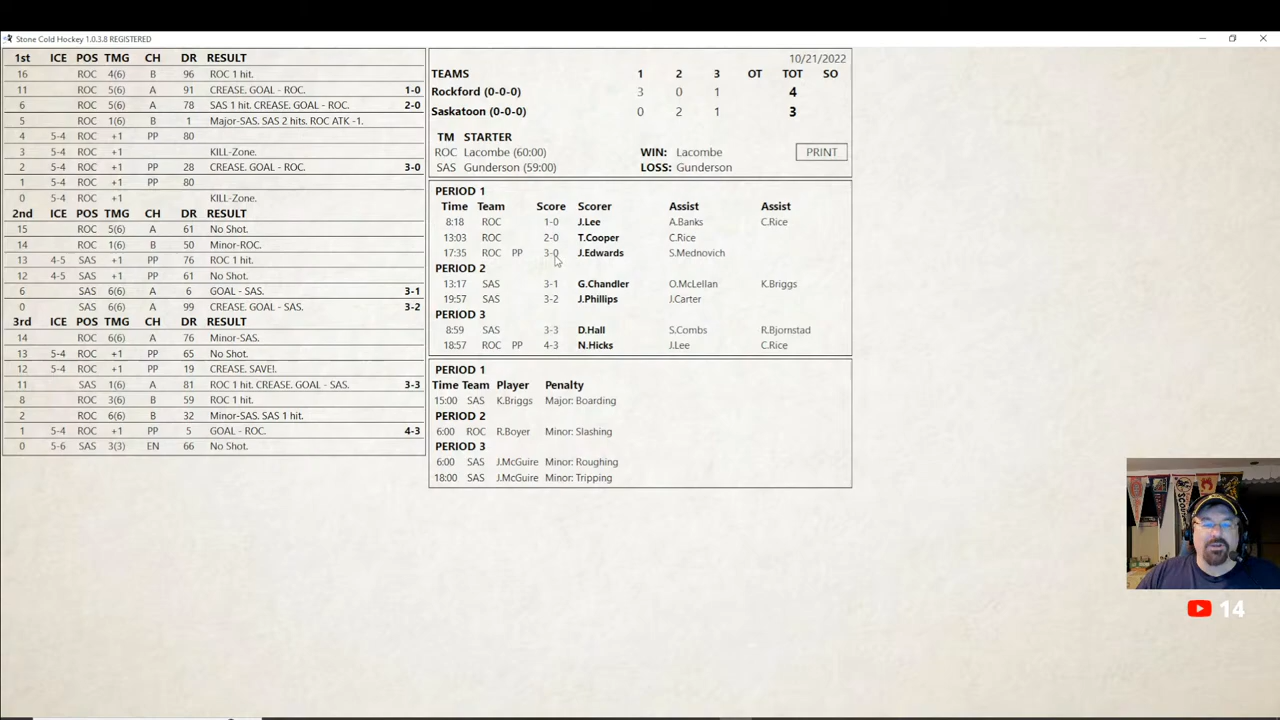 Stone Cold Hockey 1.0.3.8 REGISTERED
1st ICE POS TMG CH DR RESULT
16 ROC 4(6) B 96 ROC 1 hit.
11 ROC 5(6) A 91 CREASE. GOAL - ROC. 1-0
6 ROC 5(6) A 78 SAS 1 hit. CREASE. GOAL - ROC. 2-0
5 ROC 1(6) B 1 Major-SAS. SAS 2 hits. ROC ATK -1.
4 5-4 ROC +1 PP 80
3 5-4 ROC +1 KILL-Zone.
2 5-4 ROC +1 PP 28 CREASE. GOAL - ROC. 3-0
1 5-4 ROC +1 PP 80
0 5-4 ROC +1 KILL-Zone.
2nd ICE POS TMG CH DR RESULT
15 ROC 5(6) A 61 No Shot.
14 ROC 1(6) B 50 Minor-ROC.
13 4-5 SAS +1 PP 76 ROC 1 hit.
12 4-5 SAS +1 PP 61 No Shot.
6 SAS 6(6) A 6 GOAL - SAS. 3-1
0 SAS 6(6) A 99 CREASE. GOAL - SAS. 3-2
3rd ICE POS TMG CH DR RESULT
14 ROC 6(6) A 76 Minor-SAS.
13 5-4 ROC +1 PP 65 No Shot.
12 5-4 ROC +1 PP 19 CREASE. SAVE!.
11 SAS 1(6) A 81 ROC 1 hit. CREASE. GOAL - SAS. 3-3
8 ROC 3(6) B 59 ROC 1 hit.
2 ROC 6(6) B 32 Minor-SAS. SAS 1 hit.
1 5-4 ROC +1 PP 5 GOAL - ROC. 4-3
0 5-6 SAS 3(3) EN 66 No Shot.
10/21/2022
TEAMS 1 2 3 OT TOT SO
Rockford (0-0-0) 3 0 1 4
Saskatoon (0-0-0) 0 2 1 3
TM STARTER
ROC Lacombe (60:00) WIN: Lacombe PRINT
SAS Gunderson (59:00) LOSS: Gunderson
PERIOD 1
Time Team Score Scorer Assist Assist
8:18 ROC 1-0 J.Lee A.Banks C.Rice
13:03 ROC 2-0 T.Cooper C.Rice
17:35 ROC PP 3-0 J.Edwards S.Mednovich
PERIOD 2
13:17 SAS 3-1 G.Chandler O.McLellan K.Briggs
19:57 SAS 3-2 J.Phillips J.Carter
PERIOD 3
8:59 SAS 3-3 D.Hall S.Combs R.Bjornstad
18:57 ROC PP 4-3 N.Hicks J.Lee C.Rice
PERIOD 1
Time Team Player Penalty
15:00 SAS K.Briggs Major: Boarding
PERIOD 2
6:00 ROC R.Boyer Minor: Slashing
PERIOD 3
6:00 SAS J.McGuire Minor: Roughing
18:00 SAS J.McGuire Minor: Tripping
14